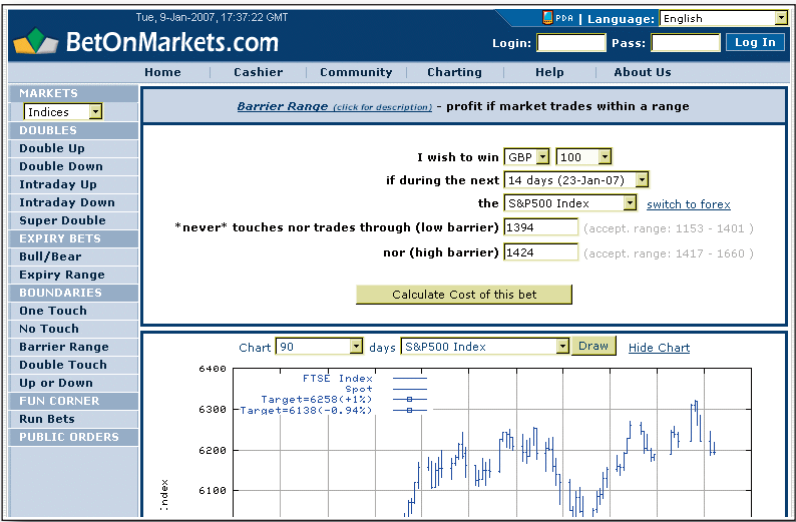 Tue, 9-Jan-2007, 17:37:22 GMT
PDA | Language: English
BetOnMarkets.com
Login: Pass: Log In
Home Cashier Community Charting Help About Us
MARKETS
Indices
DOUBLES
Double Up
Double Down
Intraday Up
Intraday Down
Super Double
EXPIRY BETS
Bull/Bear
Expiry Range
BOUNDARIES
One Touch
No Touch
Barrier Range
Double Touch
Up or Down
FUN CORNER
Run Bets
PUBLIC ORDERS
Barrier Range (click for description) - profit if market trades within a range
I wish to win GBP 100
if during the next 14 days (23-Jan-07)
the S&P500 Index switch to forex
*never* touches nor trades through (low barrier) 1394 (accept. range: 1153 - 1401 )
nor (high barrier) 1424 (accept. range: 1417 - 1660 )
Calculate Cost of this bet
Chart 90 days S&P500 Index Draw Hide Chart
6400
FTSE Index
Spot
Target=6258(+1%)
6300
Target=6138(-0.94%)
6200
6100
Index